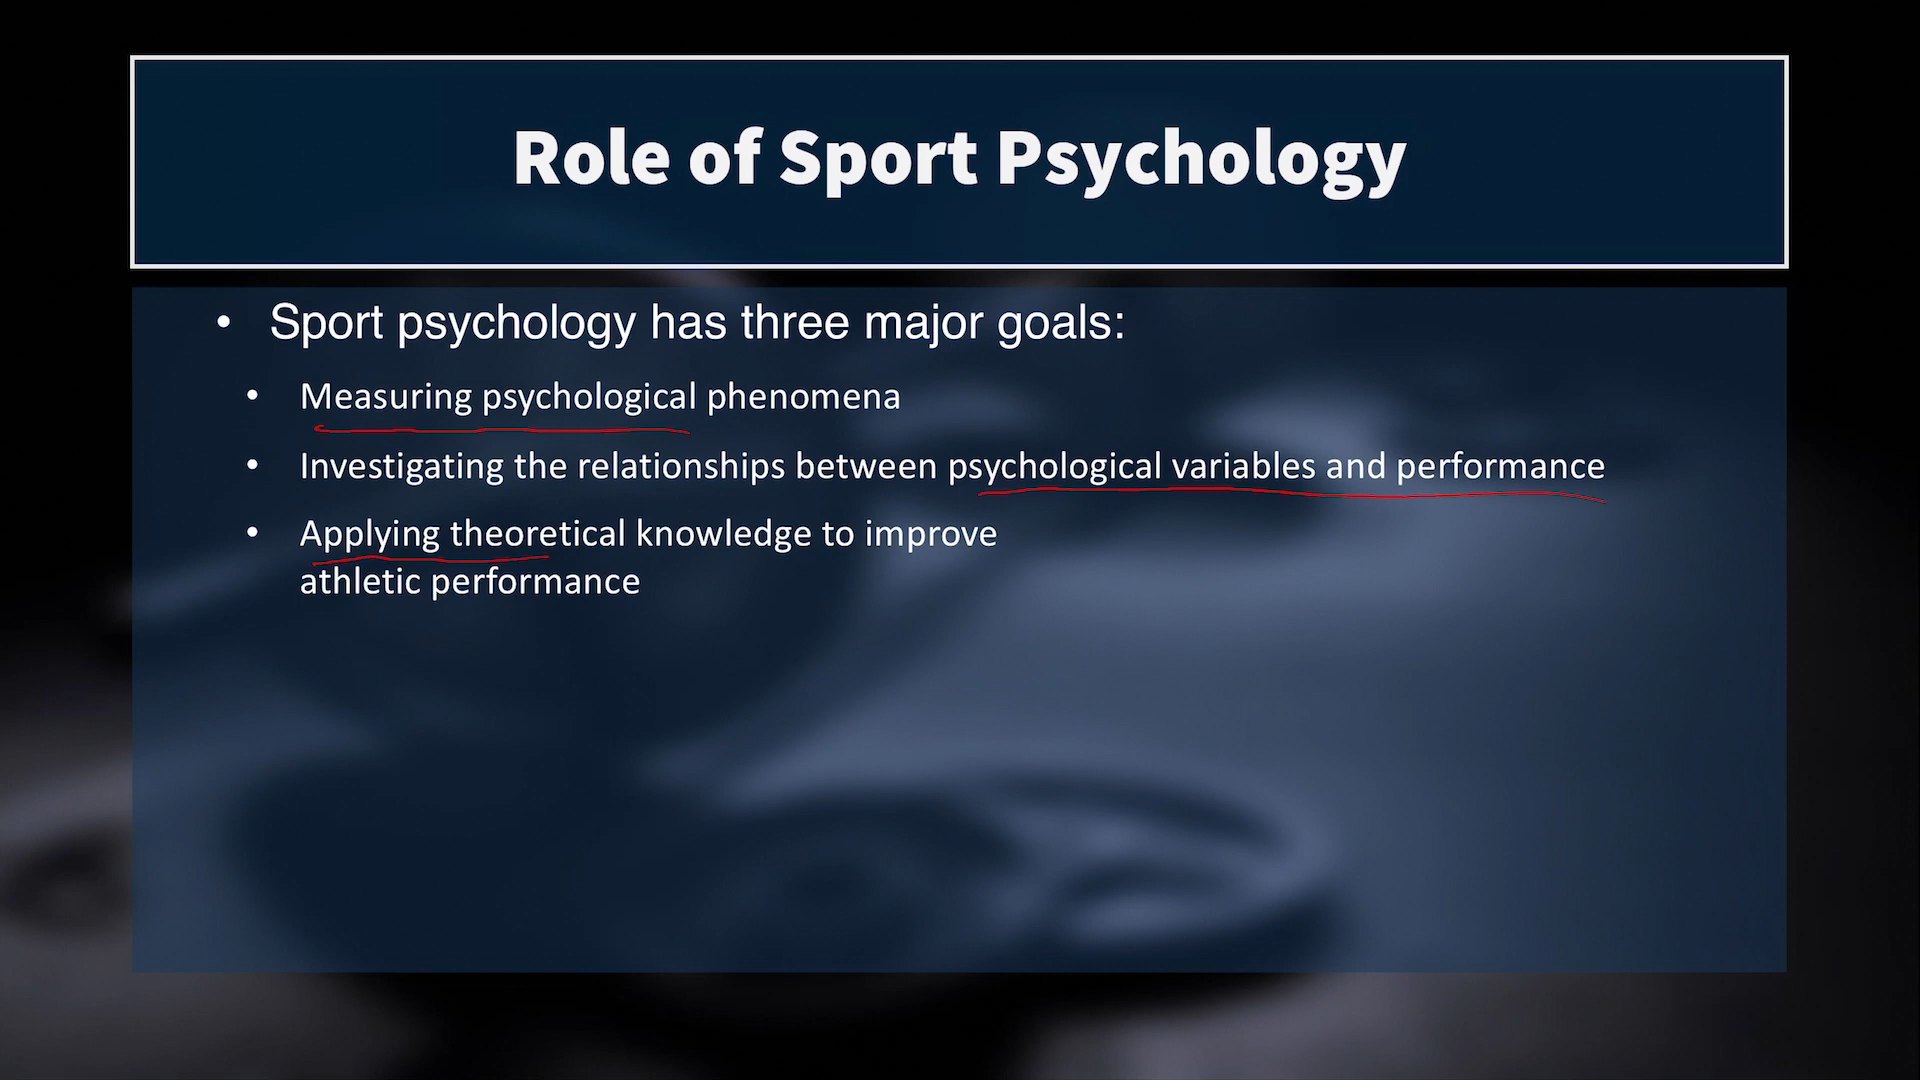 Role of Sport Psychology
• Sport psychology has three major goals:
• Measuring psychological phenomena
• Investigating the relationships between psychological variables and performance
• Applying theoretical knowledge to improve
athletic performance